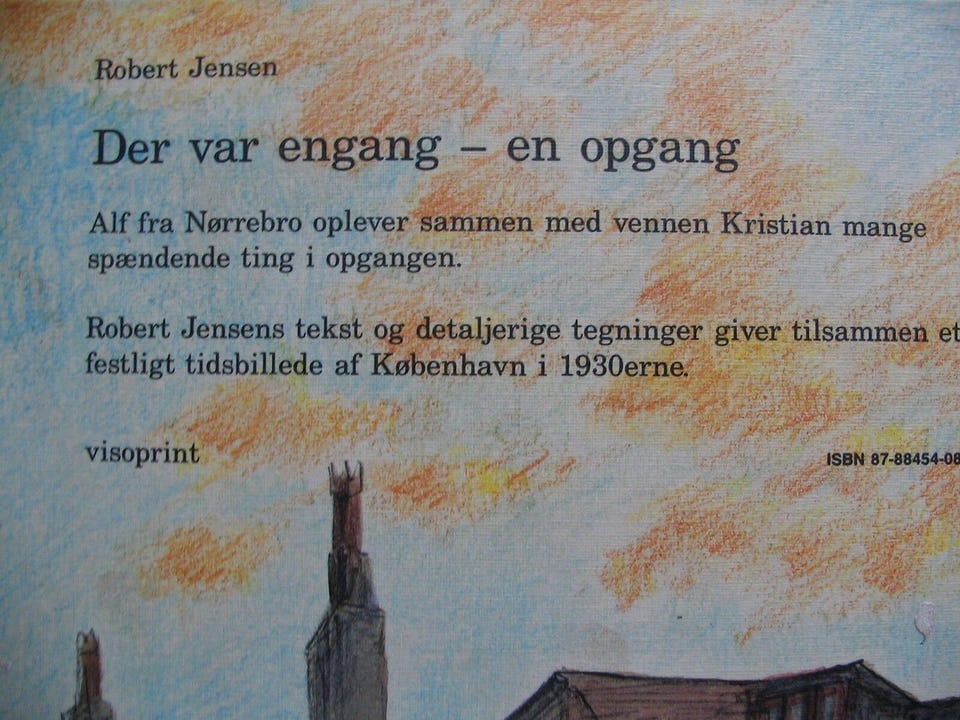 Robert Jensen
Der var engang – en opgang
Alf fra Nørrebro oplever sammen med vennen Kristian mange
spændende ting i opgangen.
Robert Jensens tekst og detaljerige tegninger giver tilsammen et
festligt tidsbillede af København i 1930erne.
visoprint
ISBN 87-88454-08